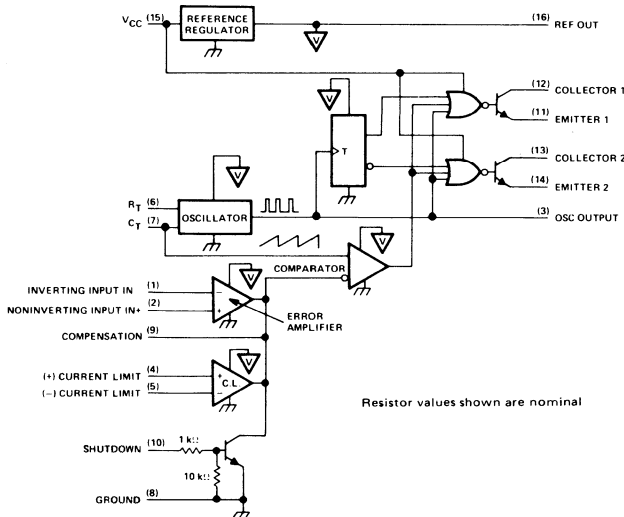 VCC (15)
REFERENCE
REGULATOR
V
(16) REF OUT
(12) COLLECTOR 1
(11) EMITTER 1
V
T
(13) COLLECTOR 2
(14) EMITTER 2
V
RT (6)
CT (7)
OSCILLATOR
(3) OSC OUTPUT
V
COMPARATOR
INVERTING INPUT IN (1)
NONINVERTING INPUT IN+ (2)
V
-
+
ERROR
AMPLIFIER
COMPENSATION (9)
(+) CURRENT LIMIT (4)
(−) CURRENT LIMIT (5)
V
+
C.L
-
Resistor values shown are nominal
SHUTDOWN (10)
1 kΩ
10 kΩ
GROUND (8)